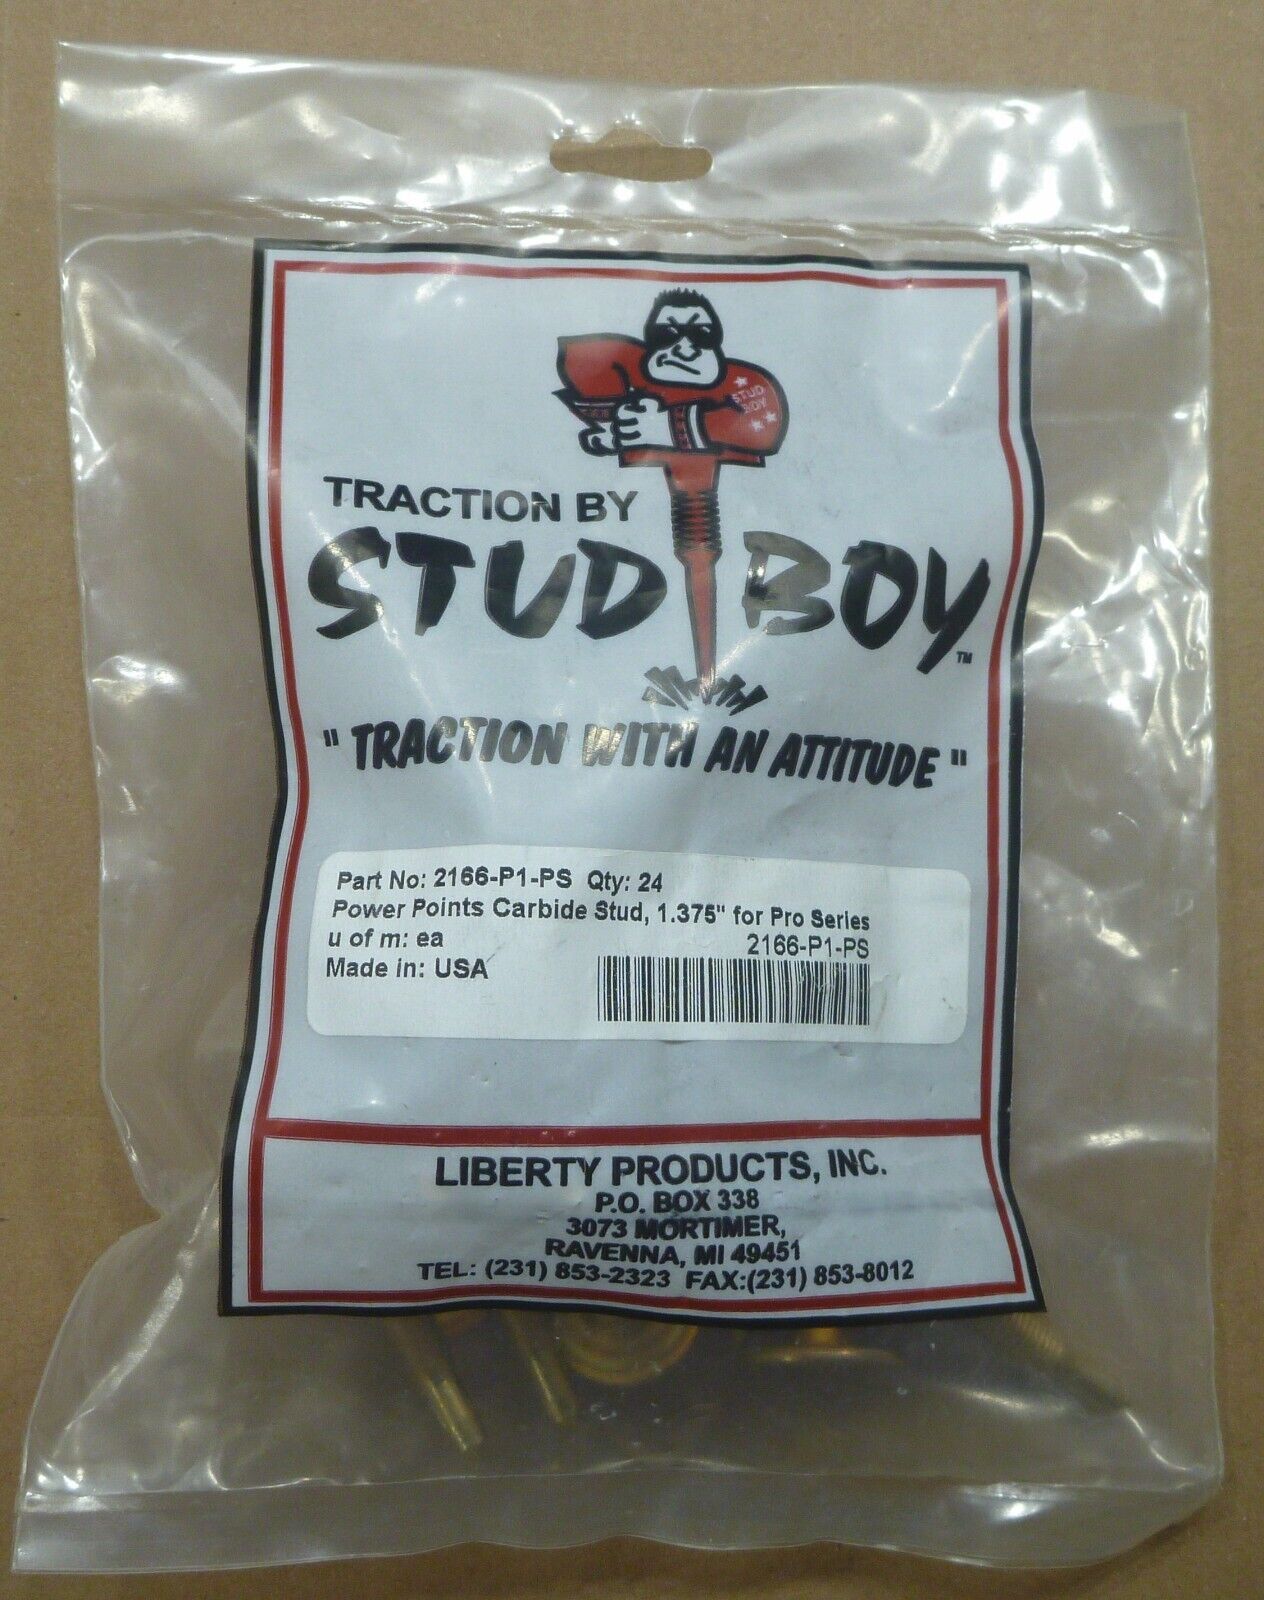 STUD
BOY
TRACTION BY
STUD BOY
TM
"TRACTION WITH AN ATTITUDE"
Part No: 2166-P1-PS Qty: 24
Power Points Carbide Stud, 1.375" for Pro Series
u of m: ea
2166-P1-PS
Made in: USA
LIBERTY PRODUCTS, INC.
P.O. BOX 338
3073 MORTIMER,
RAVENNA, MI 49451
TEL: (231) 853-2323 FAX:(231) 853-8012